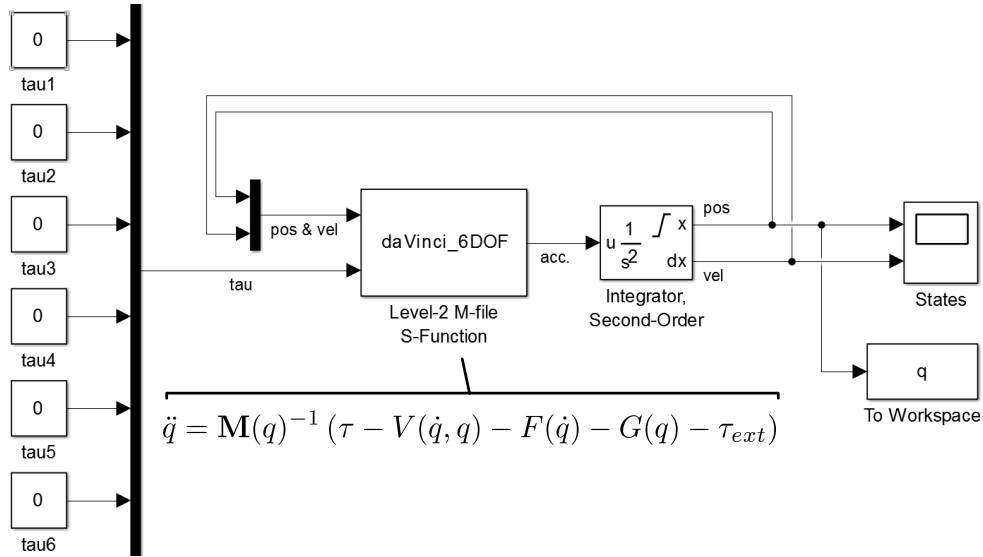 0
tau1
0
tau2
0
tau3
0
tau4
0
tau5
0
tau6
pos & vel
tau
daVinci_6DOF
Level-2 M-file
S-Function
acc.
u 1/s² x
dx
Integrator,
Second-Order
pos
vel
States
q
To Workspace
q̈ = M(q)⁻¹ (τ − V(q̇, q) − F(q̇) − G(q) − τₑₓₜ)